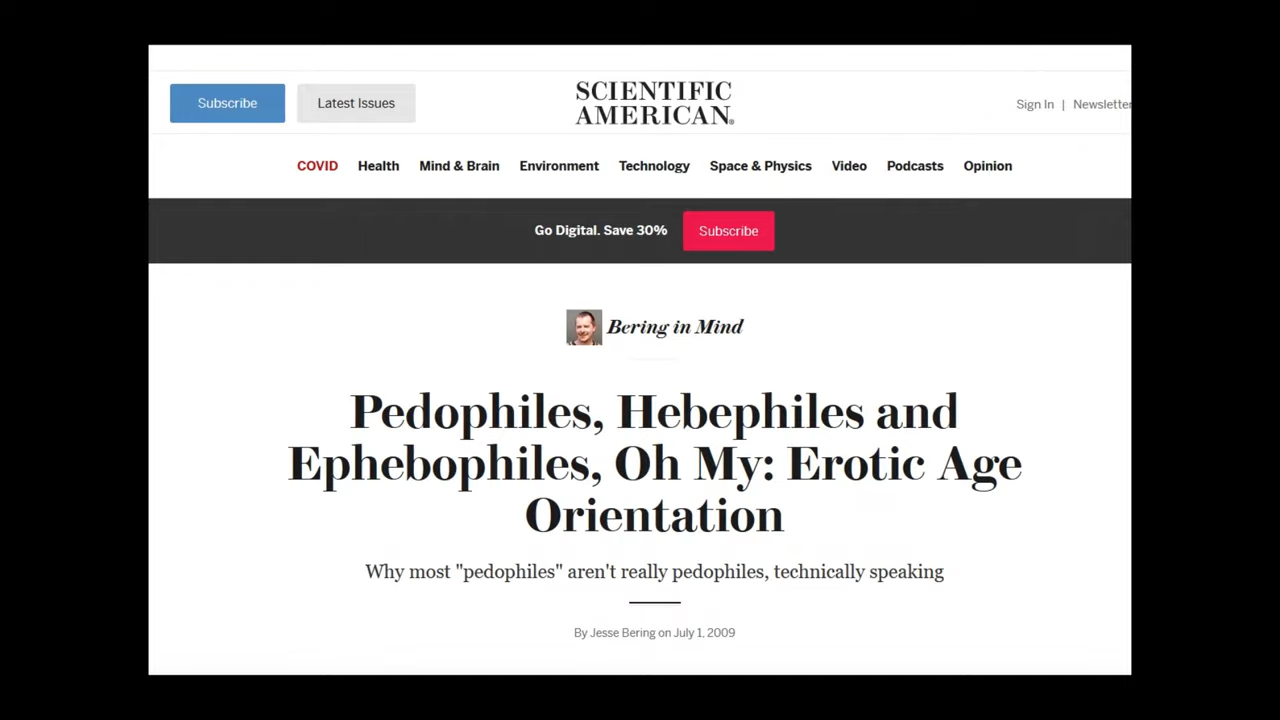 Subscribe
Latest Issues
SCIENTIFIC
AMERICAN®
Sign In | Newsletter
COVID Health Mind & Brain Environment Technology Space & Physics Video Podcasts Opinion
Go Digital. Save 30% Subscribe
Bering in Mind
Pedophiles, Hebephiles and
Ephebophiles, Oh My: Erotic Age
Orientation
Why most "pedophiles" aren't really pedophiles, technically speaking
By Jesse Bering on July 1, 2009